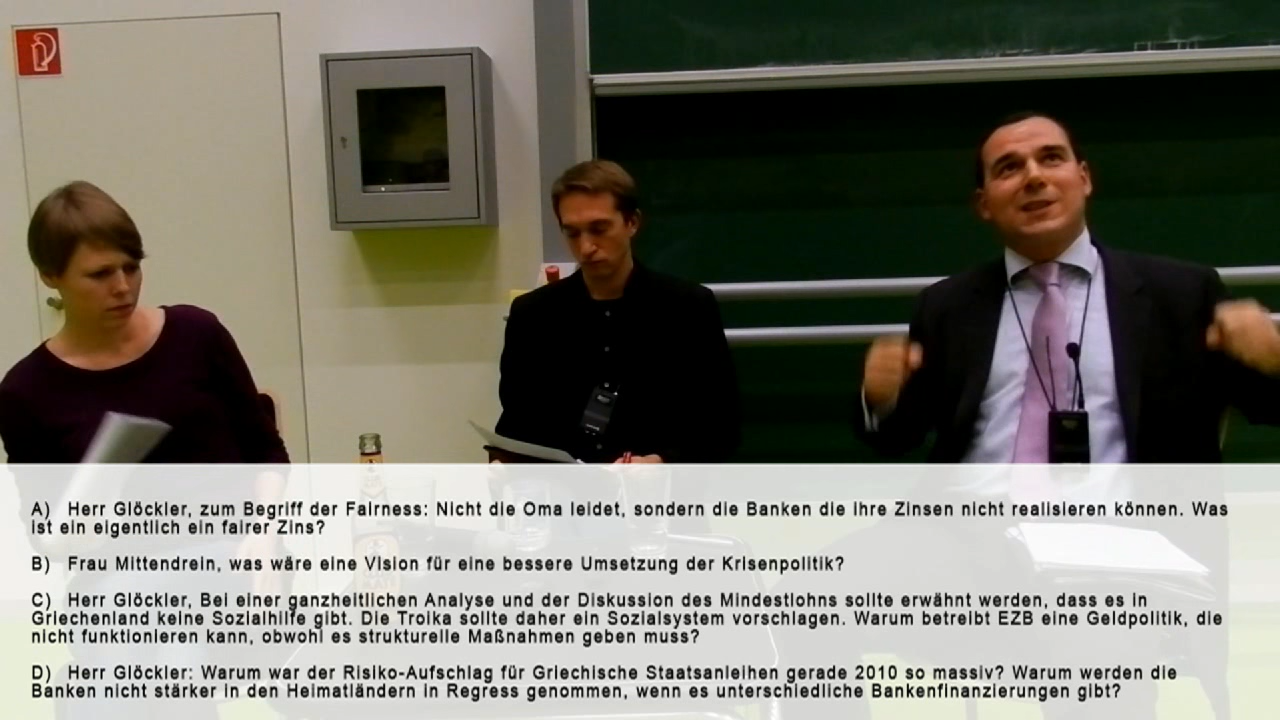 A) Herr Glöckler, zum Begriff der Fairness: Nicht die Oma leidet, sondern die Banken die ihre Zinsen nicht realisieren können. Was
ist ein eigentlich ein fairer Zins?
B) Frau Mittendrein, was wäre eine Vision für eine bessere Umsetzung der Krisenpolitik?
C) Herr Glöckler, Bei einer ganzheitlichen Analyse und der Diskussion des Mindestlohns sollte erwähnt werden, dass es in
Griechenland keine Sozialhilfe gibt. Die Troika sollte daher ein Sozialsystem vorschlagen. Warum betreibt EZB eine Geldpolitik, die
nicht funktionieren kann, obwohl es strukturelle Maßnahmen geben muss?
D) Herr Glöckler: Warum war der Risiko-Aufschlag für Griechische Staatsanleihen gerade 2010 so massiv? Warum werden die
Banken nicht stärker in den Heimatländern in Regress genommen, wenn es unterschiedliche Bankenfinanzierungen gibt?